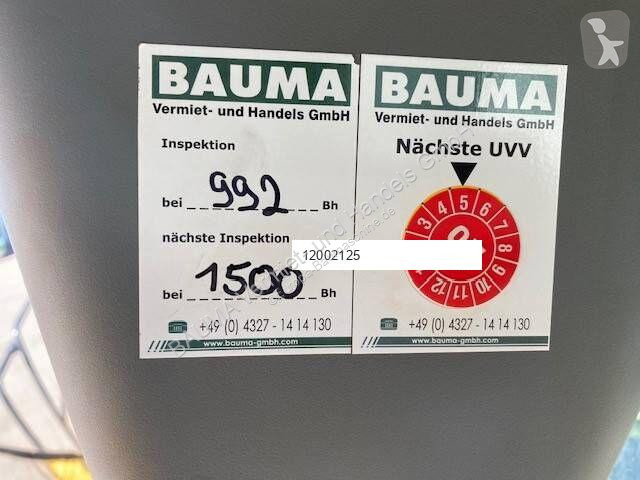 BAUMA
Vermiet- und Handels GmbH
Inspektion
bei 992 Bh
nächste Inspektion
bei 1500 Bh
+49 (0) 4327 - 14 14 130
www.bauma-gmbh.com
BAUMA
Vermiet- und Handels GmbH
Nächste UVV
3 4 5 6 7 8 9 10 11 12
+49 (0) 4327 - 14 14 130
www.bauma-gmbh.com
12002125